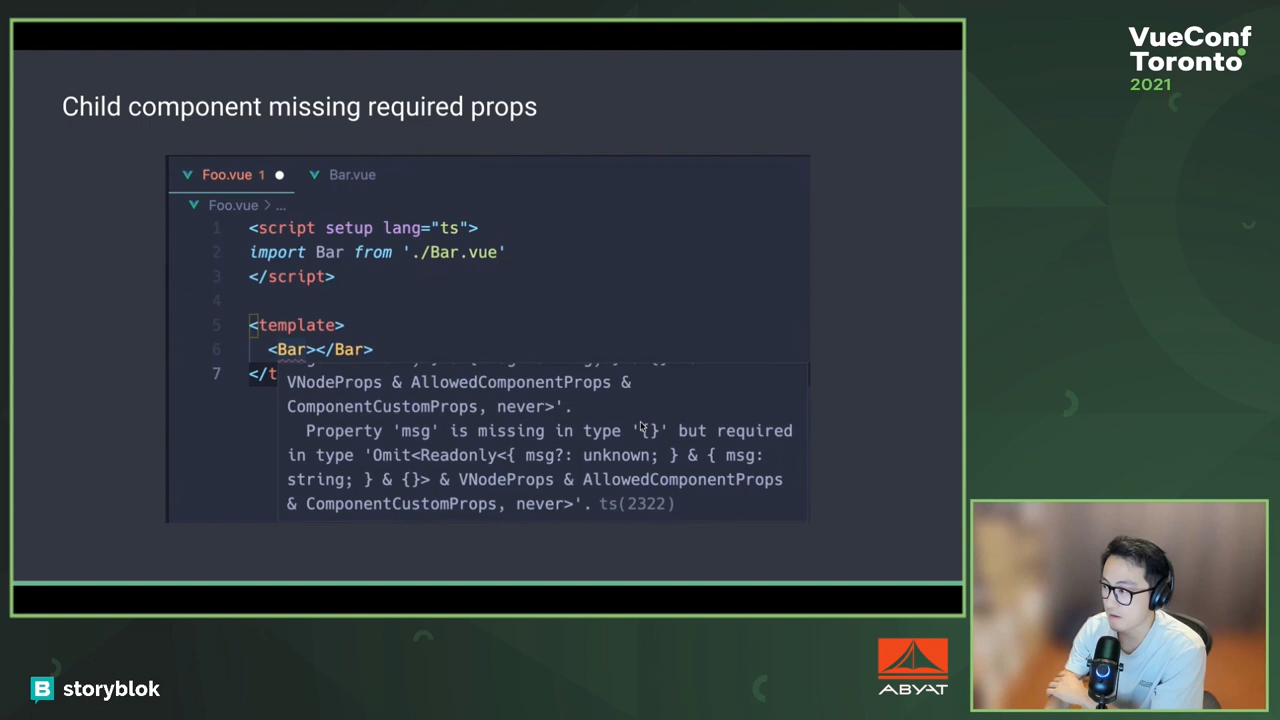 VueConf
Toronto
2021
Child component missing required props
Foo.vue 1
Bar.vue
Foo.vue > ...
1 <script setup lang="ts">
2 import Bar from './Bar.vue'
3 </script>
4
5 <template>
6 <Bar></Bar>
7 </t
VNodeProps & AllowedComponentProps &
ComponentCustomProps, never>'.
Property 'msg' is missing in type '{}' but required
in type 'Omit<Readonly<{ msg?: unknown; } & { msg:
string; } & {}> & VNodeProps & AllowedComponentProps
& ComponentCustomProps, never>'. ts(2322)
B storyblok
ABYAT